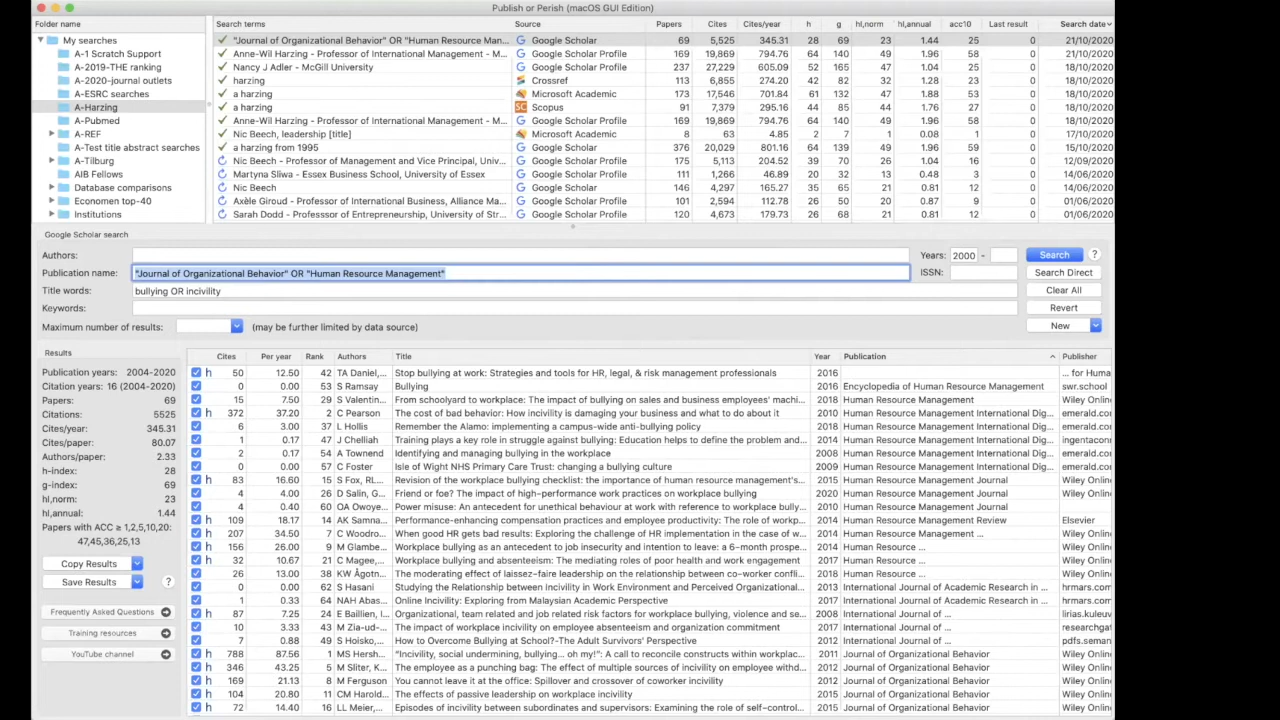 Publish or Perish (macOS GUI Edition)
Folder name
My searches
A-1 Scratch Support
A-2019-THE ranking
A-2020-journal outlets
A-ESRC searches
A-Harzing
A-Pubmed
A-REF
A-Test title abstract searches
A-Tilburg
AIB Fellows
Database comparisons
Economen top-40
Institutions
Search terms Source Papers Cites Cites/year h g hI,norm hI,annual acc10 Last result Search date
"Journal of Organizational Behavior" OR "Human Resource Man... Google Scholar 69 5,525 345.31 28 69 23 1.44 25 0 21/10/2020
Anne-Wil Harzing - Professor of International Management - M... Google Scholar Profile 169 19,869 794.76 64 140 49 1.96 58 0 18/10/2020
Nancy J Adler - McGill University Google Scholar Profile 237 27,229 605.09 52 165 47 1.04 25 0 18/10/2020
harzing Crossref 113 6,855 274.20 42 82 32 1.28 23 0 18/10/2020
a harzing Microsoft Academic 173 17,546 701.84 61 132 47 1.88 53 0 18/10/2020
a harzing SC Scopus 91 7,379 295.16 44 85 44 1.76 27 0 18/10/2020
Anne-Wil Harzing - Professor of International Management - M... Google Scholar Profile 169 19,869 794.76 64 140 49 1.96 58 0 18/10/2020
Nic Beech, leadership [title] Microsoft Academic 8 63 4.85 2 7 1 0.08 1 0 17/10/2020
a harzing from 1995 Google Scholar 376 20,029 801.16 64 139 49 1.96 59 0 15/10/2020
Nic Beech - Professor of Management and Vice Principal, Univ... Google Scholar Profile 175 5,113 204.52 39 70 26 1.04 16 0 12/09/2020
Martyna Sliwa - Essex Business School, University of Essex Google Scholar Profile 111 1,266 46.89 20 32 13 0.48 3 0 14/06/2020
Nic Beech Google Scholar 146 4,297 165.27 35 65 21 0.81 12 0 14/06/2020
Axèle Giroud - Professor of International Business, Alliance Ma... Google Scholar Profile 104 2,594 112.78 26 50 20 0.87 9 0 01/06/2020
Sarah Dodd - Professor of Entrepreneurship, University of Str... Google Scholar Profile 120 4,673 179.73 30 68 21 0.81 12 0 01/06/2020
Google Scholar search
Authors: Years: 2000 - Search ?
Publication name: "Journal of Organizational Behavior" OR "Human Resource Management" ISSN: Search Direct
Title words: bullying OR incivility Clear All
Keywords: Revert
Maximum number of results: (may be further limited by data source) New
Results
Publication years: 2004-2020
Citation years: 16 (2004-2020)
Papers: 69
Citations: 5525
Cites/year: 345.31
Cites/paper: 80.07
Authors/paper: 2.33
h-index: 28
g-index: 69
hI,norm: 23
hI,annual: 1.44
Papers with ACC ≥ 1,2,5,10,20:
47,45,36,25,13
Copy Results
Save Results ?
Frequently Asked Questions
Training resources
YouTube channel
Cites Per year Rank Authors Title Year Publication Publisher
h 50 12.50 42 TA Daniel,... Stop bullying at work: Strategies and tools for HR, legal, & risk management professionals 2016 ... for Human
0 0.00 53 S Ramsay Bullying 2016 Encyclopedia of Human Resource Management swr.school
15 7.50 29 S Valentin... From schoolyard to workplace: The impact of bullying on sales and business employees' machi... 2018 Human Resource Management Wiley Online
h 372 37.20 2 C Pearson The cost of bad behavior: How incivility is damaging your business and what to do about it 2010 Human Resource Management International Dig... emerald.com
6 3.00 37 L Hollis Remember the Alamo: implementing a campus-wide anti-bullying policy 2018 Human Resource Management International Dig... emerald.com
1 0.17 47 J Chelliah Training plays a key role in struggle against bullying: Education helps to define the problem and... 2014 Human Resource Management International Dig... ingentacon
2 0.17 54 A Townend Identifying and managing bullying in the workplace 2008 Human Resource Management International Dig... emerald.com
0 0.00 57 C Foster Isle of Wight NHS Primary Care Trust: changing a bullying culture 2009 Human Resource Management International Dig... emerald.com
h 83 16.60 15 S Fox, RL... Revision of the workplace bullying checklist: the importance of human resource management's... 2015 Human Resource Management Journal Wiley Online
4 4.00 26 D Salin, G... Friend or foe? The impact of high-performance work practices on workplace bullying 2020 Human Resource Management Journal Wiley Online
4 0.40 60 OA Owoye... Power misuse: An antecedent for unethical behaviour at work with reference to workplace bully... 2010 Human Resource Management Journal
h 109 18.17 14 AK Samna... Performance-enhancing compensation practices and employee productivity: The role of workp... 2014 Human Resource Management Review Elsevier
h 207 34.50 7 C Woodro... When good HR gets bad results: Exploring the challenge of HR implementation in the case of w... 2014 Human Resource Management ... Wiley Online
h 156 26.00 9 M Glambe... Workplace bullying as an antecedent to job insecurity and intention to leave: a 6-month prospe... 2014 Human Resource ... Wiley Online
h 32 10.67 21 C Magee,... Workplace bullying and absenteeism: The mediating roles of poor health and work engagement 2017 Human Resource ... Wiley Online
26 13.00 38 KW Ågotn... The moderating effect of laissez-faire leadership on the relationship between co-worker confli... 2018 Human Resource ... Wiley Online
0 0.00 62 S Hasani Studying the Relationship between Incivility in Work Environment and Perceived Organizational... 2017 International Journal of Academic Research in ... hrmars.com
1 0.33 64 NAH Abas... Online Incivility: Exploring from Malaysian Academic Perspective 2017 International Journal of Academic Research in ... hrmars.com
h 87 7.25 24 E Baillien, I... Organizational, team related and job related risk factors for workplace bullying, violence and se... 2008 International Journal of ... lirias.kuleuv
10 3.33 43 M Zia-ud-... The impact of workplace incivility on employee absenteeism and organization commitment 2017 International Journal of ... researchgat
7 0.88 49 S Hoisko,... How to Overcome Bullying at School?-The Adult Survivors' Perspective 2012 International Journal of ... pdfs.seman
h 788 87.56 1 MS Hersh... "Incivility, social undermining, bullying... oh my!": A call to reconcile constructs within workplac... 2011 Journal of Organizational Behavior Wiley Online
h 346 43.25 5 M Sliter, K... The employee as a punching bag: The effect of multiple sources of incivility on employee withd... 2012 Journal of Organizational Behavior Wiley Online
h 169 21.13 8 M Ferguson You cannot leave it at the office: Spillover and crossover of coworker incivility 2012 Journal of Organizational Behavior Wiley Online
h 104 20.80 11 CM Harold... The effects of passive leadership on workplace incivility 2015 Journal of Organizational Behavior Wiley Online
h 72 14.40 16 LL Meier,... Episodes of incivility between subordinates and supervisors: Examining the role of self-control... 2015 Journal of Organizational Behavior Wiley Online